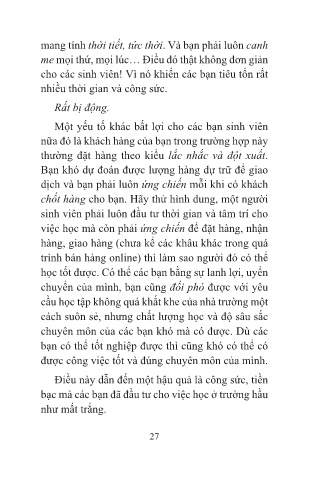 mang tính thời tiết, tức thời. Và bạn phải luôn canh
me mọi thứ, mọi lúc… Điều đó thật không đơn giản
cho các sinh viên! Vì nó khiến các bạn tiêu tốn rất
nhiều thời gian và công sức.
Rất bị động.
Một yếu tố khác bất lợi cho các bạn sinh viên
nữa đó là khách hàng của bạn trong trường hợp này
thường đặt hàng theo kiểu lắc nhắc và đột xuất.
Bạn khó dự đoán được lượng hàng dự trữ để giao
dịch và bạn phải luôn ứng chiến mỗi khi có khách
chốt hàng cho bạn. Hãy thử hình dung, một người
sinh viên phải luôn đầu tư thời gian và tâm trí cho
việc học mà còn phải ứng chiến để đặt hàng, nhận
hàng, giao hàng (chưa kể các khâu khác trong quá
trình bán hàng online) thì làm sao người đó có thể
học tốt được. Có thể các bạn bằng sự lanh lợi, uyển
chuyển của mình, bạn cũng đối phó được với yêu
cầu học tập không quá khắt khe của nhà trường một
cách suôn sẻ, nhưng chất lượng học và độ sâu sắc
chuyên môn của các bạn khó mà có được. Dù các
bạn có thể tốt nghiệp được thì cũng khó có thể có
được công việc tốt và đúng chuyên môn của mình.
Điều này dẫn đến một hậu quả là công sức, tiền
bạc mà các bạn đã đầu tư cho việc học ở trường hầu
như mất trắng.
27